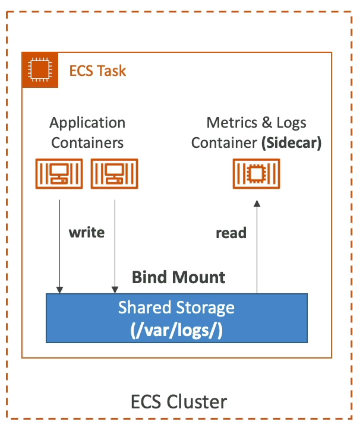 ECS Task
Application
Containers
Metrics & Logs
Container (Sidecar)
write
read
Bind Mount
Shared Storage
(/var/logs/)
ECS Cluster